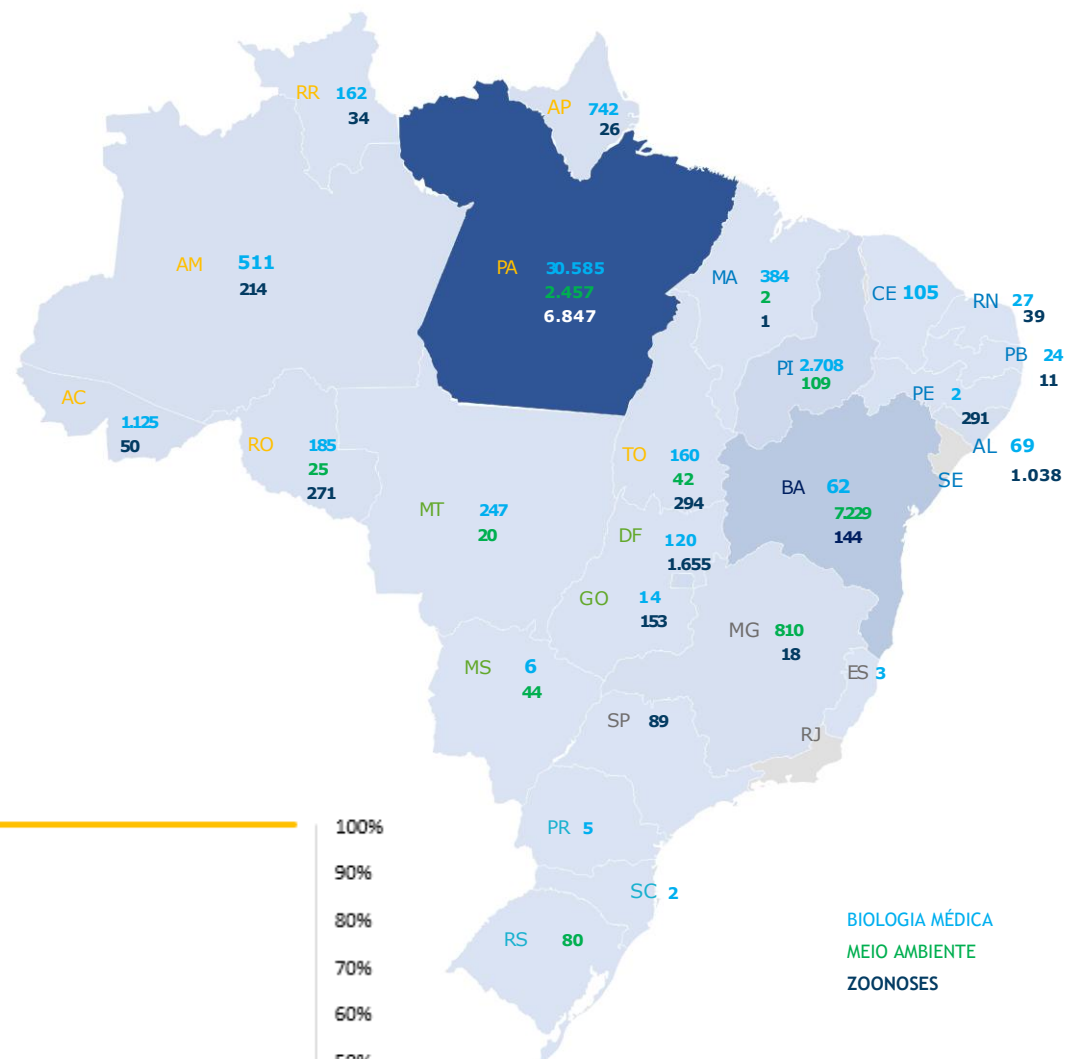 RR 162
34
AP 742
26
AM 511
214
PA 30.585
2.457
6.847
MA 384
2
1
CE 105
RN 27
39
PI 2.708
109
PB 24
11
PE 2
291
AC
1.125
50
RO 185
25
271
TO 160
42
294
AL 69
1.038
SE
BA 62
7.229
144
MT 247
20
DF 120
1.655
GO 14
153
MG 810
18
MS 6
44
ES 3
SP 89
RJ
PR 5
SC 2
RS 80
100%
90%
80%
70%
60%
BIOLOGIA MÉDICA
MEIO AMBIENTE
ZOONOSES